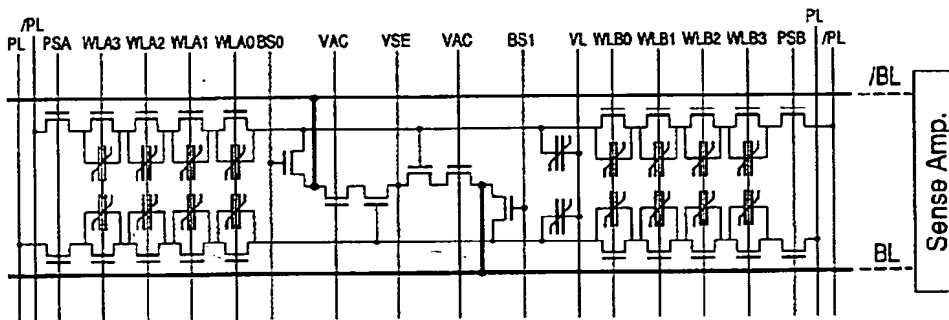 /PL PL
PL PSA WLA3 WLA2 WLA1 WLA0 BS0 VAC VSE VAC BS1 VL WLB0 WLB1 WLB2 WLB3 PSB /PL
/BL
BL
Sense Amp.